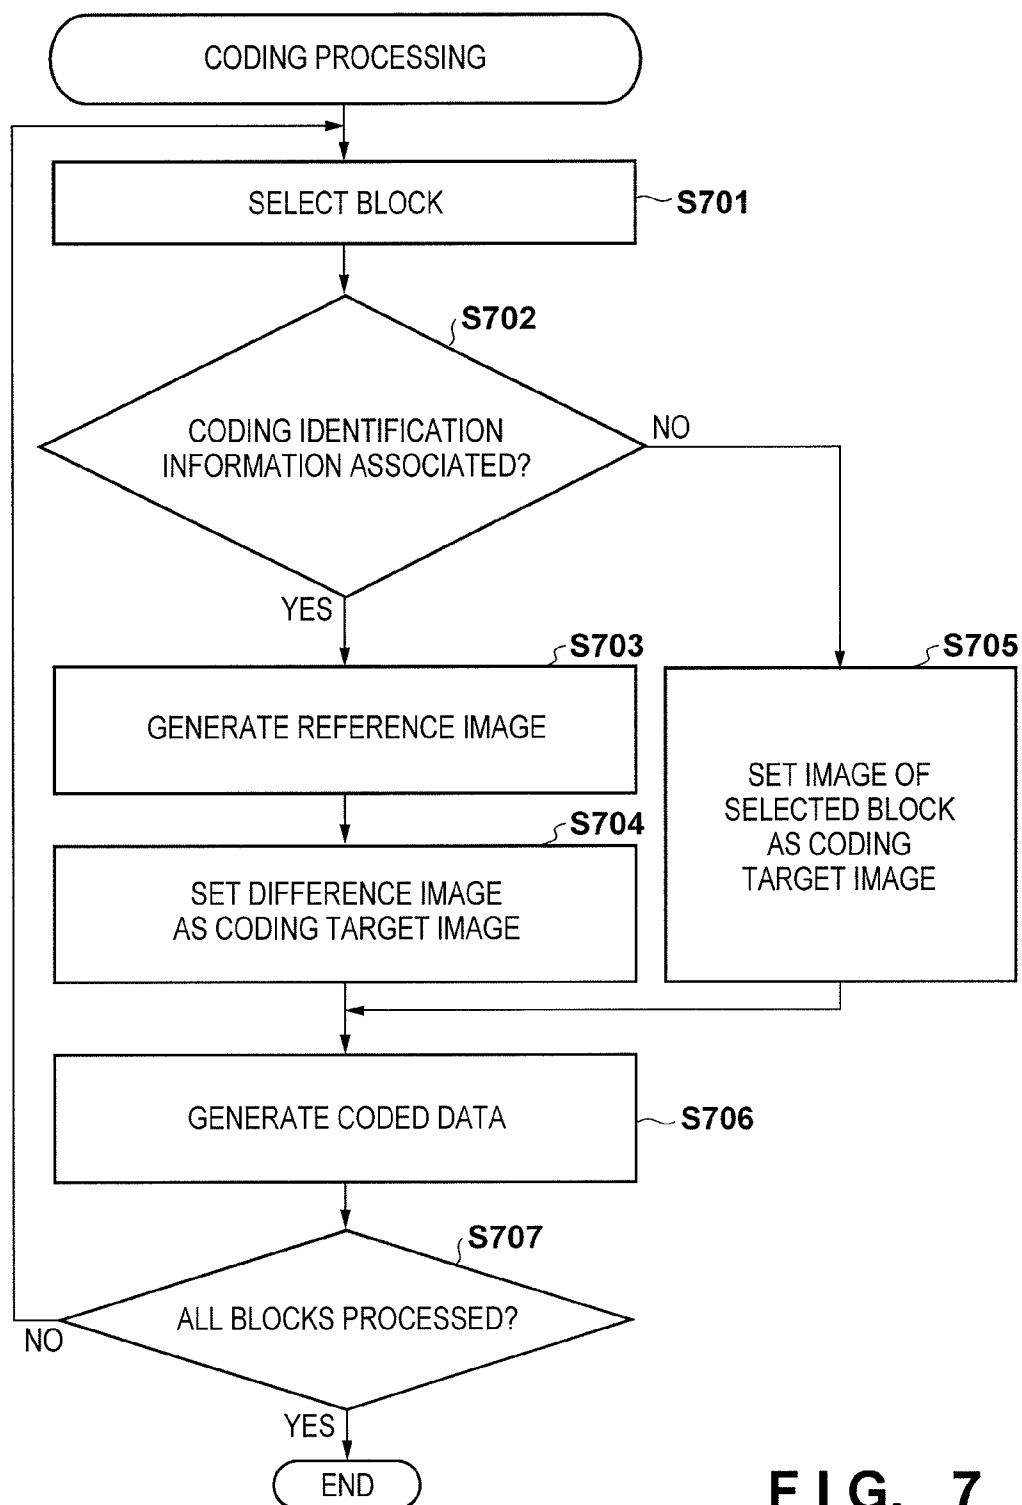 CODING PROCESSING
SELECT BLOCK
S701
S702
CODING IDENTIFICATION
INFORMATION ASSOCIATED?
NO
YES
S703
GENERATE REFERENCE IMAGE
S705
SET IMAGE OF
SELECTED BLOCK
AS CODING
TARGET IMAGE
S704
SET DIFFERENCE IMAGE
AS CODING TARGET IMAGE
GENERATE CODED DATA
S706
S707
ALL BLOCKS PROCESSED?
NO
YES
END
FIG. 7